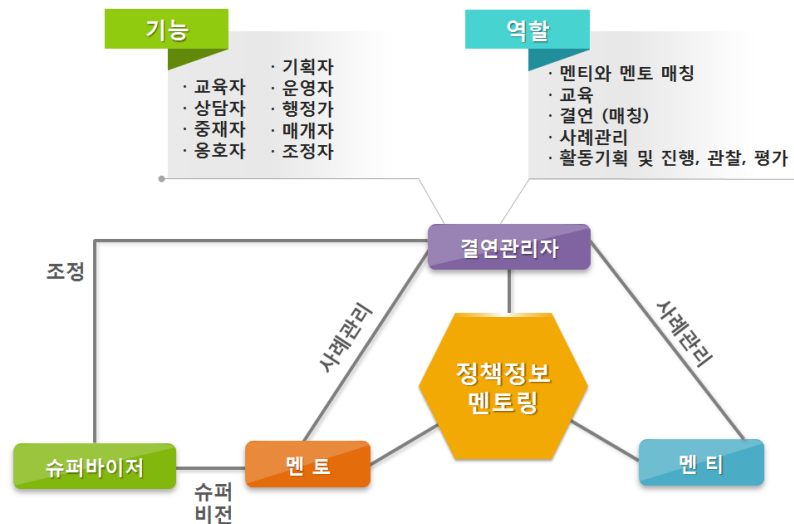 기능
· 교육자
· 상담자
· 중재자
· 옹호자
· 기획자
· 운영자
· 행정가
· 매개자
· 조정자
역할
· 멘티와 멘토 매칭
· 교육
· 결연 (매칭)
· 사례관리
· 활동기획 및 진행, 관찰, 평가
결연관리자
조정
사례관리
사례관리
정책정보
멘토링
슈퍼바이저
멘 토
멘 티
슈퍼
비전